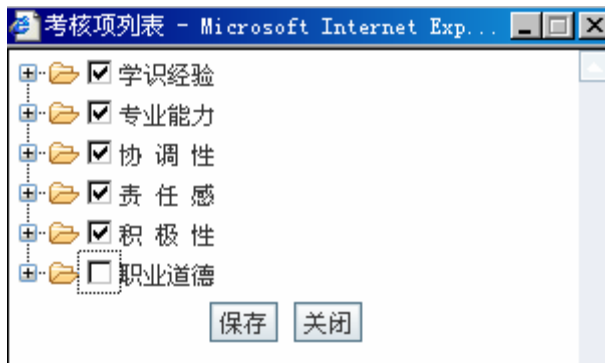 考核项列表 - Microsoft Internet Exp...
学识经验
专业能力
协 调 性
责 任 感
积 极 性
职业道德
保存 关闭